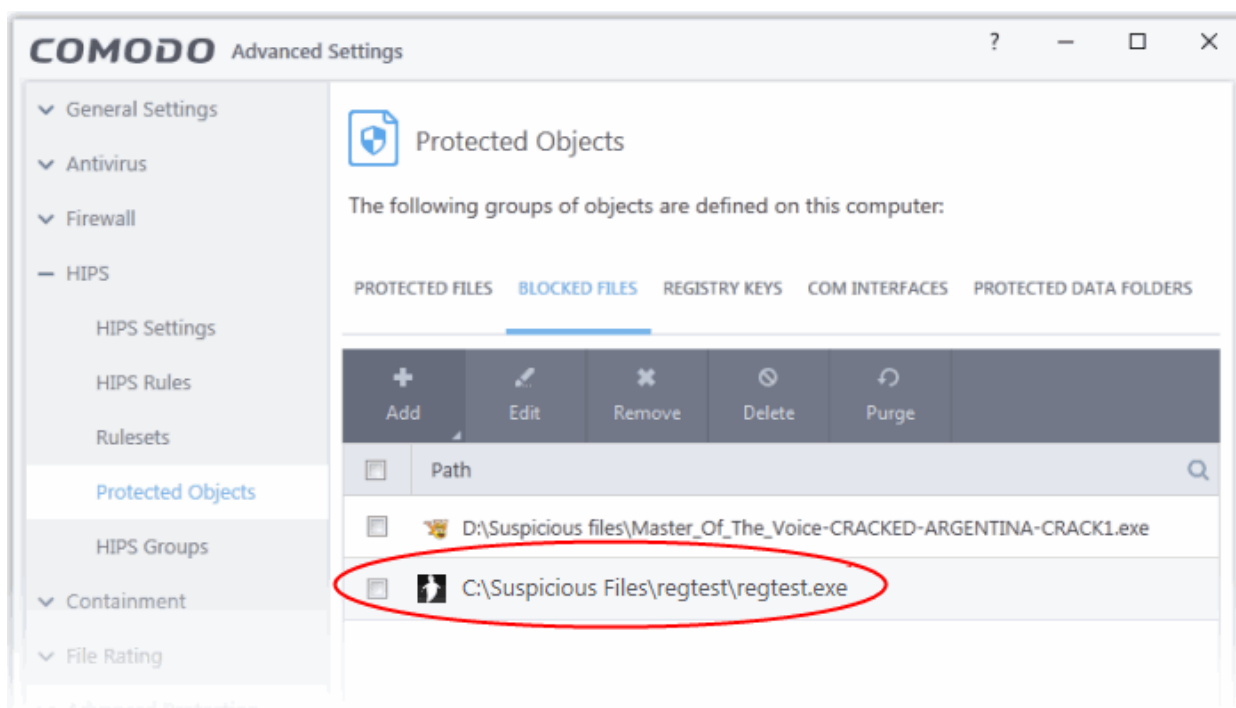 COMODO Advanced Settings ?
General Settings
Antivirus
Firewall
HIPS
HIPS Settings
HIPS Rules
Rulesets
Protected Objects
HIPS Groups
Containment
File Rating
Advanced Protection
Protected Objects
The following groups of objects are defined on this computer:
PROTECTED FILES BLOCKED FILES REGISTRY KEYS COM INTERFACES PROTECTED DATA FOLDERS
Add Edit Remove Delete Purge
Path
D:\Suspicious files\Master_Of_The_Voice-CRACKED-ARGENTINA-CRACK1.exe
C:\Suspicious Files\regtest\regtest.exe